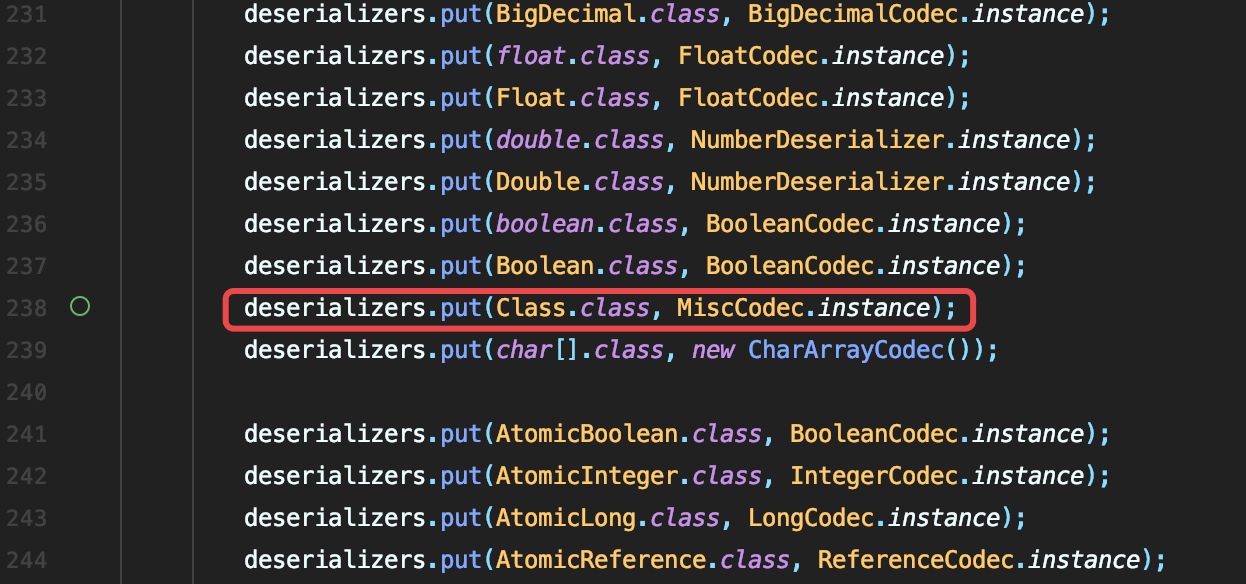 231 deserializers.put(BigDecimal.class, BigDecimalCodec.instance);
232 deserializers.put(float.class, FloatCodec.instance);
233 deserializers.put(Float.class, FloatCodec.instance);
234 deserializers.put(double.class, NumberDeserializer.instance);
235 deserializers.put(Double.class, NumberDeserializer.instance);
236 deserializers.put(boolean.class, BooleanCodec.instance);
237 deserializers.put(Boolean.class, BooleanCodec.instance);
238 deserializers.put(Class.class, MiscCodec.instance);
239 deserializers.put(char[].class, new CharArrayCodec());
240
241 deserializers.put(AtomicBoolean.class, BooleanCodec.instance);
242 deserializers.put(AtomicInteger.class, IntegerCodec.instance);
243 deserializers.put(AtomicLong.class, LongCodec.instance);
244 deserializers.put(AtomicReference.class, ReferenceCodec.instance);